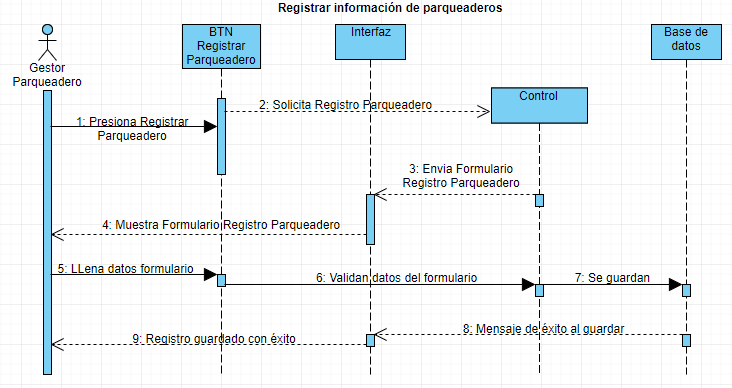 Registrar información de parqueaderos
Gestor
Parqueadero
BTN
Registrar
Parqueadero
Interfaz
Control
Base de
datos
1: Presiona Registrar
Parqueadero
2: Solicita Registro Parqueadero
3: Envia Formulario
Registro Parqueadero
4: Muestra Formulario Registro Parqueadero
5: LLena datos formulario
6: Validan datos del formulario
7: Se guardan
8: Mensaje de éxito al guardar
9: Registro guardado con éxito